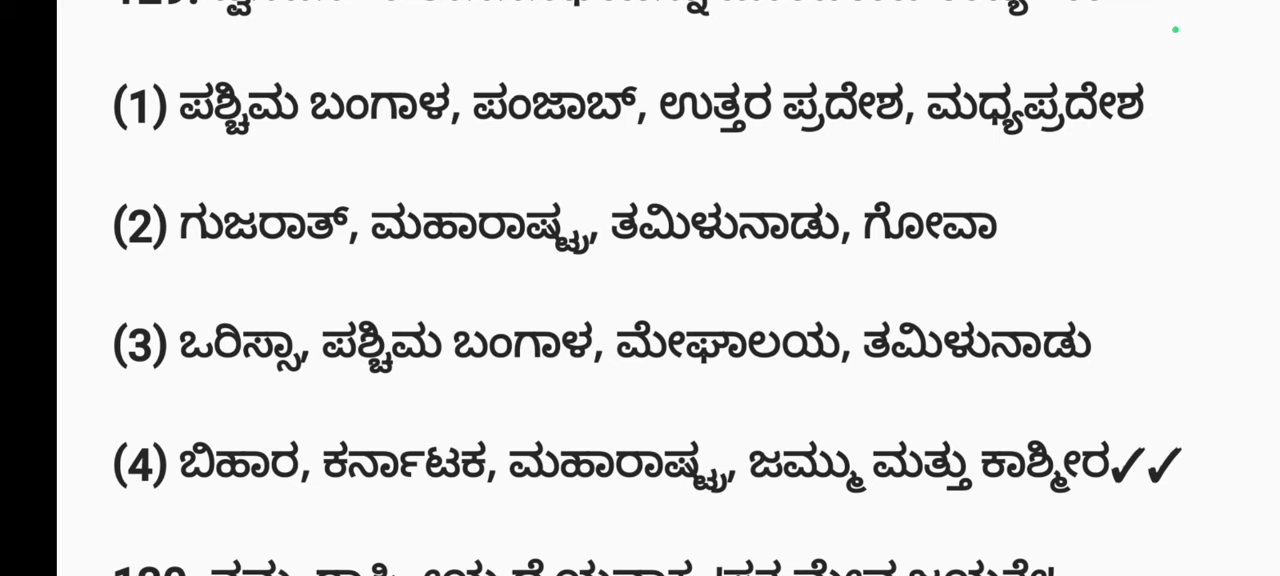 (1) ಪಶ್ಚಿಮ ಬಂಗಾಳ, ಪಂಜಾಬ್, ಉತ್ತರ ಪ್ರದೇಶ, ಮಧ್ಯಪ್ರದೇಶ
(2) ಗುಜರಾತ್, ಮಹಾರಾಷ್ಟ್ರ, ತಮಿಳುನಾಡು, ಗೋವಾ
(3) ಒರಿಸ್ಸಾ, ಪಶ್ಚಿಮ ಬಂಗಾಳ, ಮೇಘಾಲಯ, ತಮಿಳುನಾಡು
(4) ಬಿಹಾರ, ಕರ್ನಾಟಕ, ಮಹಾರಾಷ್ಟ್ರ, ಜಮ್ಮು ಮತ್ತು ಕಾಶ್ಮೀರ✓✓